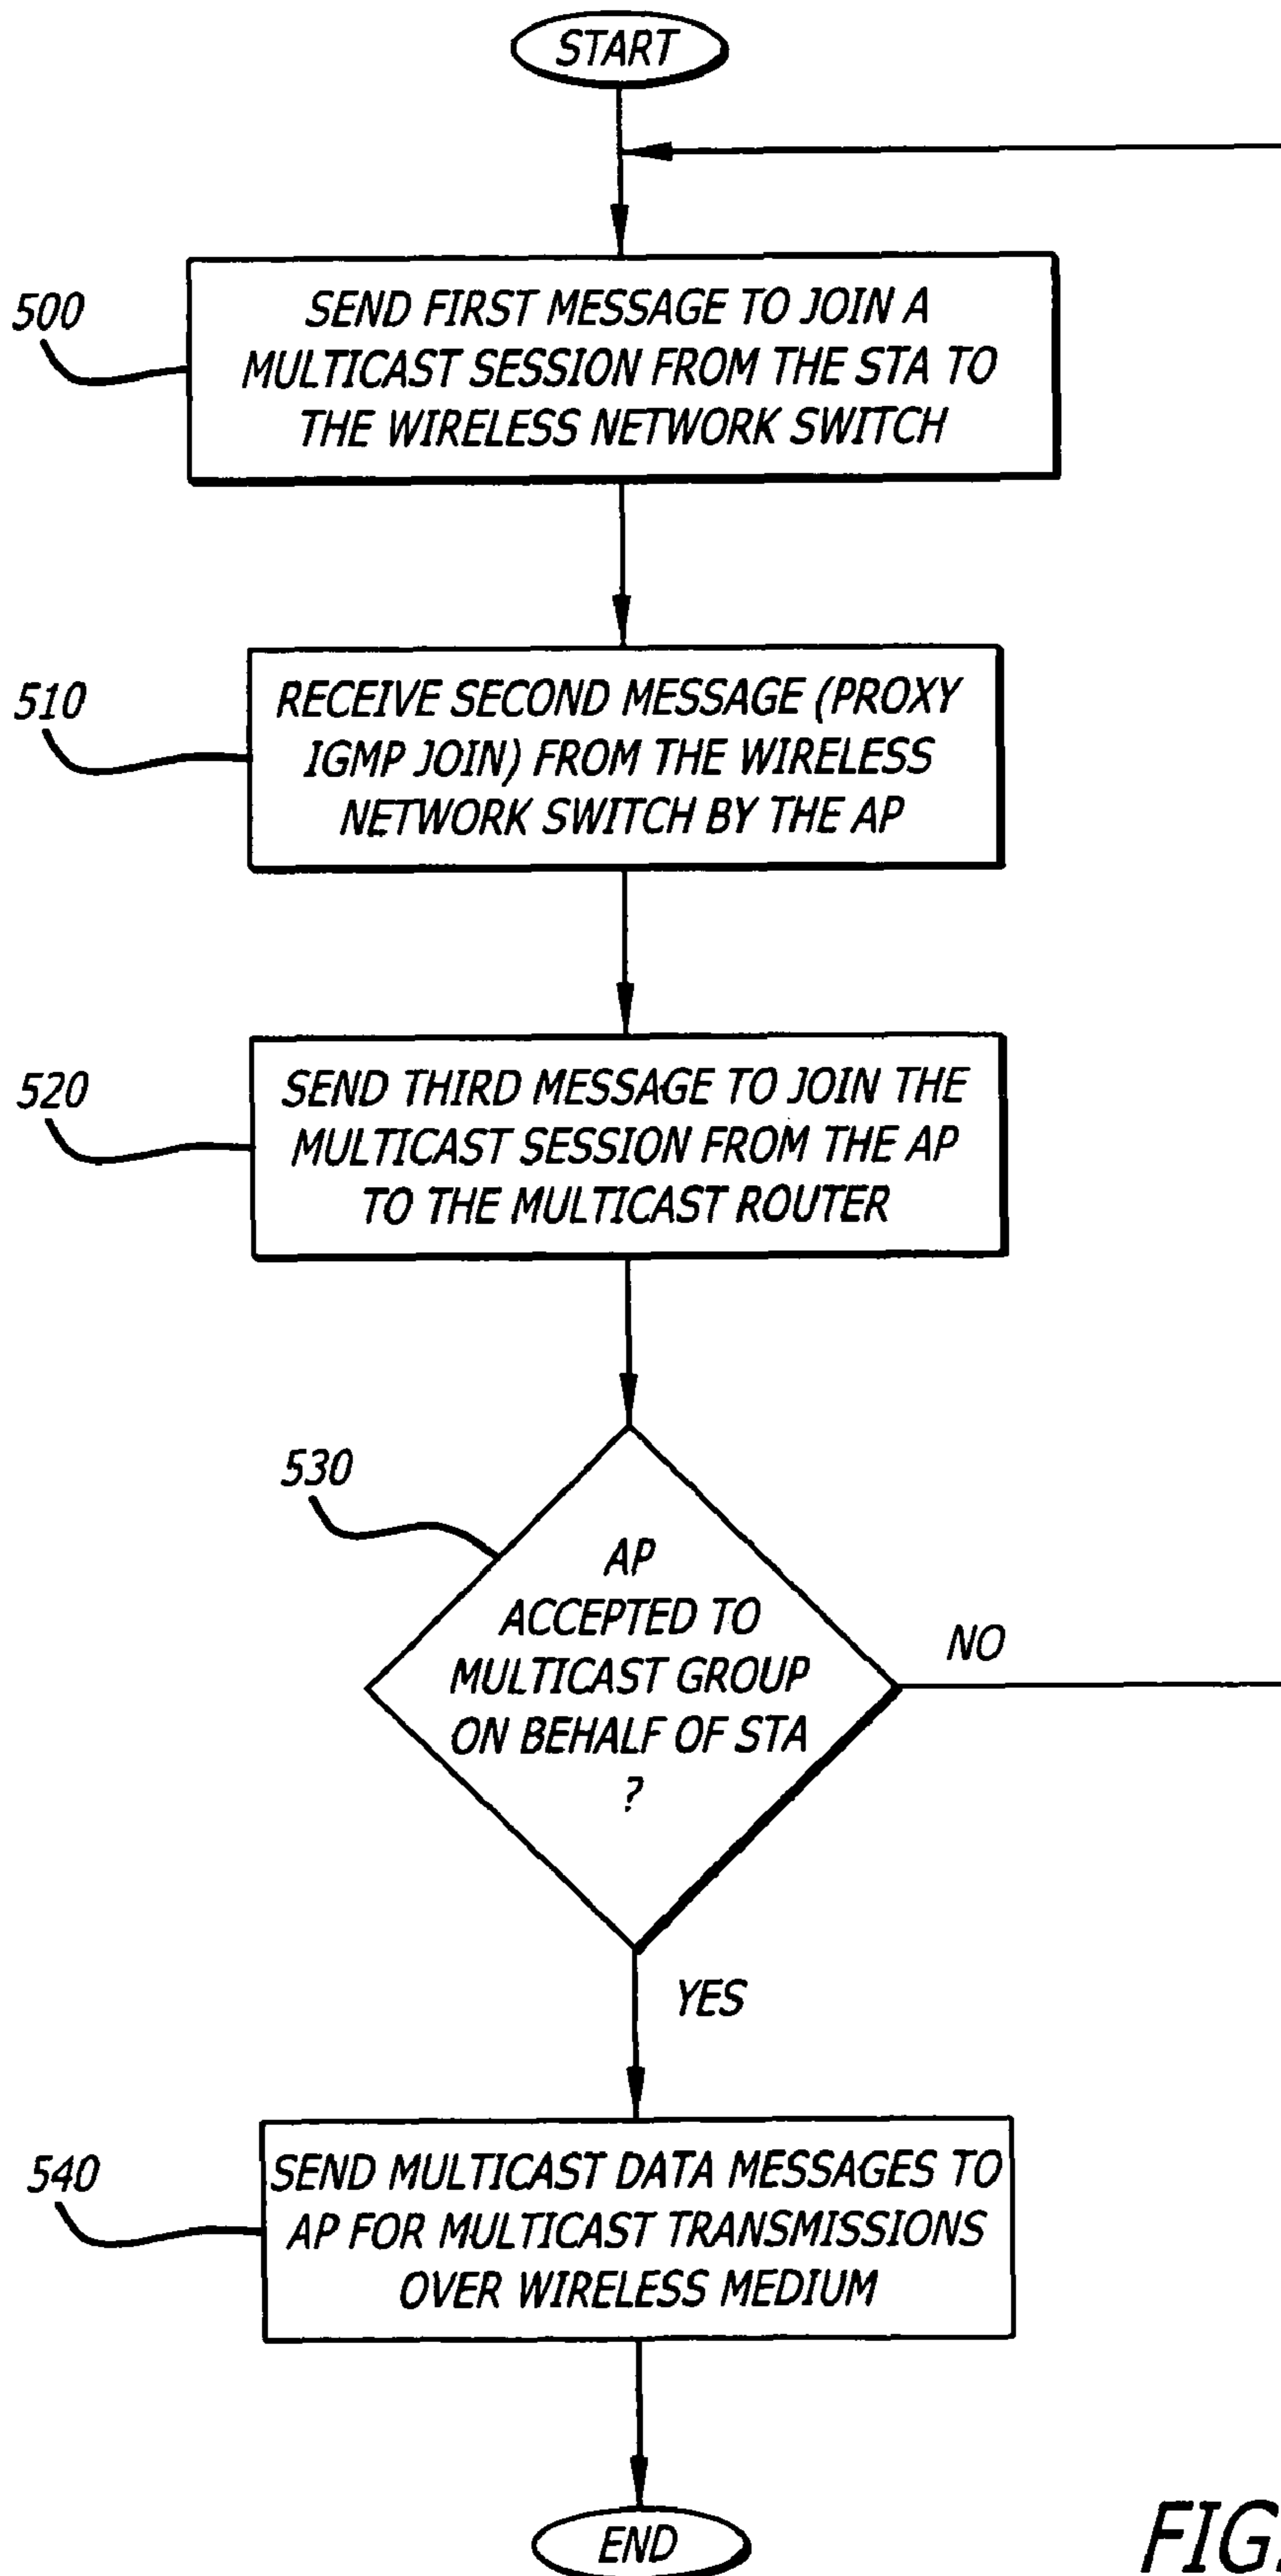 START
500
SEND FIRST MESSAGE TO JOIN A
MULTICAST SESSION FROM THE STA TO
THE WIRELESS NETWORK SWITCH
510
RECEIVE SECOND MESSAGE (PROXY
IGMP JOIN) FROM THE WIRELESS
NETWORK SWITCH BY THE AP
520
SEND THIRD MESSAGE TO JOIN THE
MULTICAST SESSION FROM THE AP
TO THE MULTICAST ROUTER
530
AP
ACCEPTED TO
MULTICAST GROUP
ON BEHALF OF STA
?
NO
YES
540
SEND MULTICAST DATA MESSAGES TO
AP FOR MULTICAST TRANSMISSIONS
OVER WIRELESS MEDIUM
END
FIG.